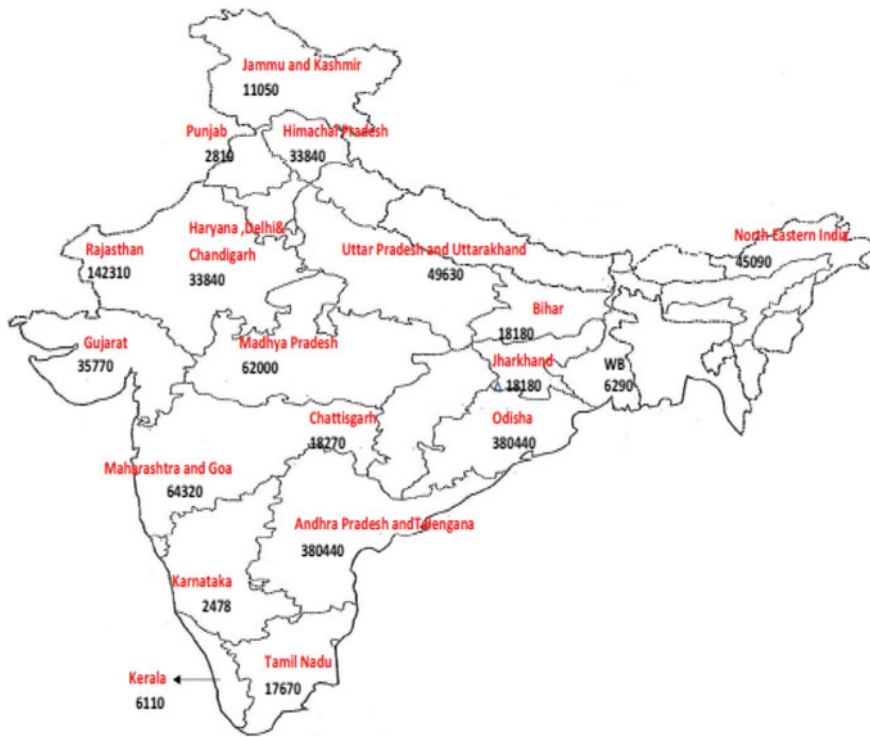 Jammu and Kashmir
11050
Punjab
2810
Himachal Pradesh
33840
Rajasthan
142310
Haryana ,Delhi&
Chandigarh
33840
Uttar Pradesh and Uttarakhand
49630
North Eastern India
45090
Bihar
18180
Gujarat
35770
Madhya Pradesh
62000
Jharkhand
18180
WB
6290
Chattisgarh
18270
Odisha
380440
Maharashtra and Goa
64320
Andhra Pradesh andTelengana
380440
Karnataka
2478
Kerala
6110
Tamil Nadu
17670